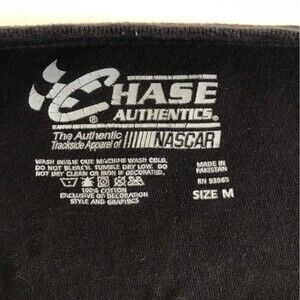 CHASE
AUTHENTICS.®
The Authentic
Trackside Apparel of NASCAR
WASH INSIDE OUT. MACHINE WASH COLD.
DO NOT BLEACH. TUMBLE DRY LOW. DO
NOT DRY CLEAN OR IRON IF DECORATED.
100% COTTON
EXCLUSIVE OF DECORATION
STYLE AND GRAPHICS
MADE IN
PAKISTAN
RN 93985
SIZE M